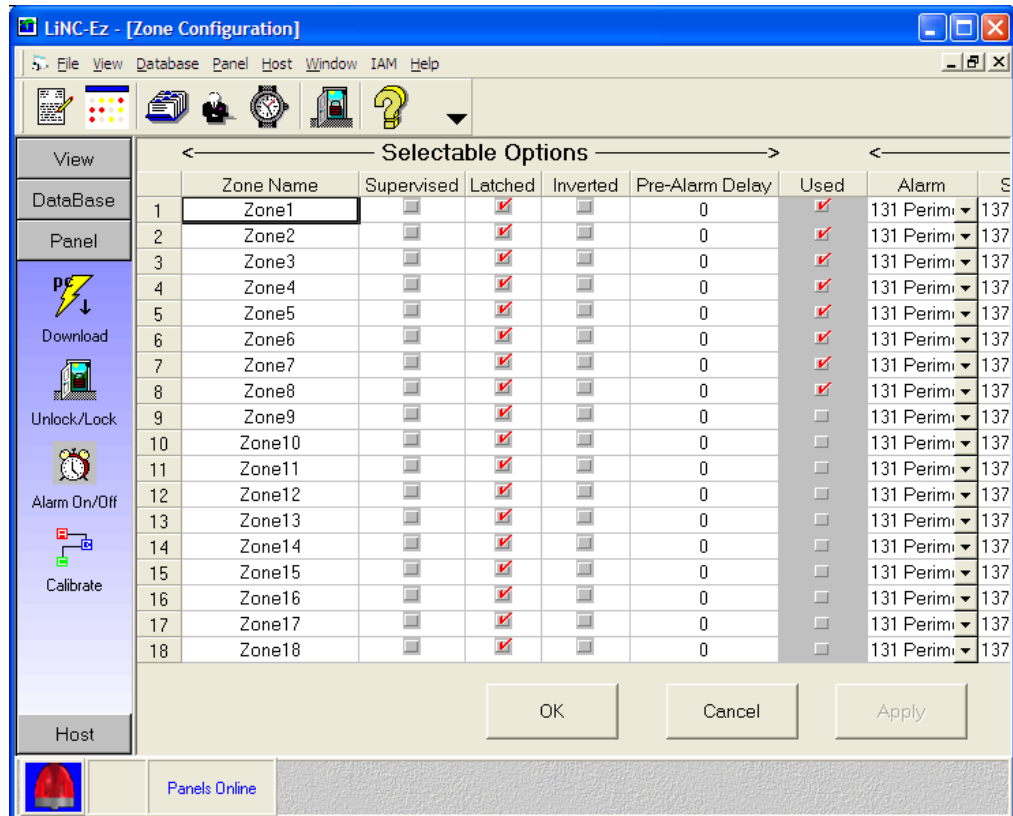 LiNC-Ez - [Zone Configuration]
File View Database Panel Host Window IAM Help
View
DataBase
Panel
PC
Download
Unlock/Lock
Alarm On/Off
Calibrate
Host
<——— Selectable Options ———> <———
Zone Name Supervised Latched Inverted Pre-Alarm Delay Used Alarm S
1 Zone1 0 131 Perim 137
2 Zone2 0 131 Perim 137
3 Zone3 0 131 Perim 137
4 Zone4 0 131 Perim 137
5 Zone5 0 131 Perim 137
6 Zone6 0 131 Perim 137
7 Zone7 0 131 Perim 137
8 Zone8 0 131 Perim 137
9 Zone9 0 131 Perim 137
10 Zone10 0 131 Perim 137
11 Zone11 0 131 Perim 137
12 Zone12 0 131 Perim 137
13 Zone13 0 131 Perim 137
14 Zone14 0 131 Perim 137
15 Zone15 0 131 Perim 137
16 Zone16 0 131 Perim 137
17 Zone17 0 131 Perim 137
18 Zone18 0 131 Perim 137
OK Cancel Apply
Panels Online